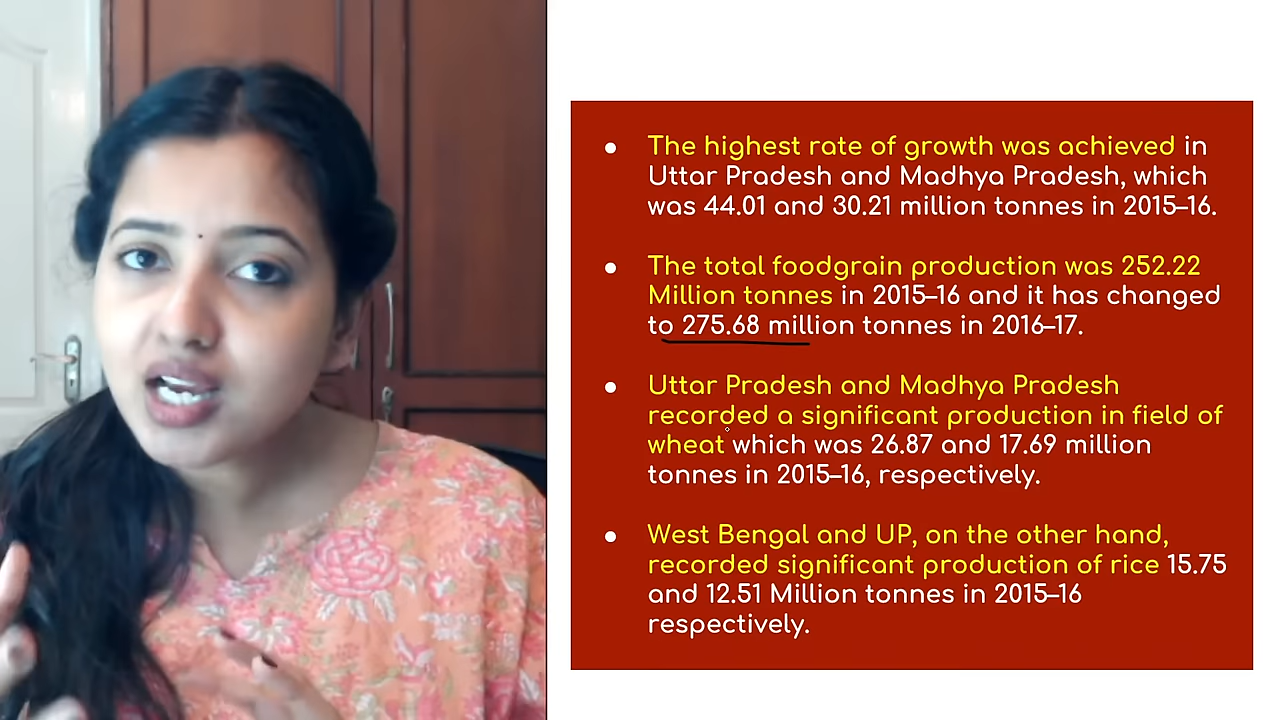 The highest rate of growth was achieved in
Uttar Pradesh and Madhya Pradesh, which
was 44.01 and 30.21 million tonnes in 2015–16.
The total foodgrain production was 252.22
Million tonnes in 2015–16 and it has changed
to 275.68 million tonnes in 2016–17.
Uttar Pradesh and Madhya Pradesh
recorded a significant production in field of
wheat which was 26.87 and 17.69 million
tonnes in 2015–16, respectively.
West Bengal and UP, on the other hand,
recorded significant production of rice 15.75
and 12.51 Million tonnes in 2015–16
respectively.